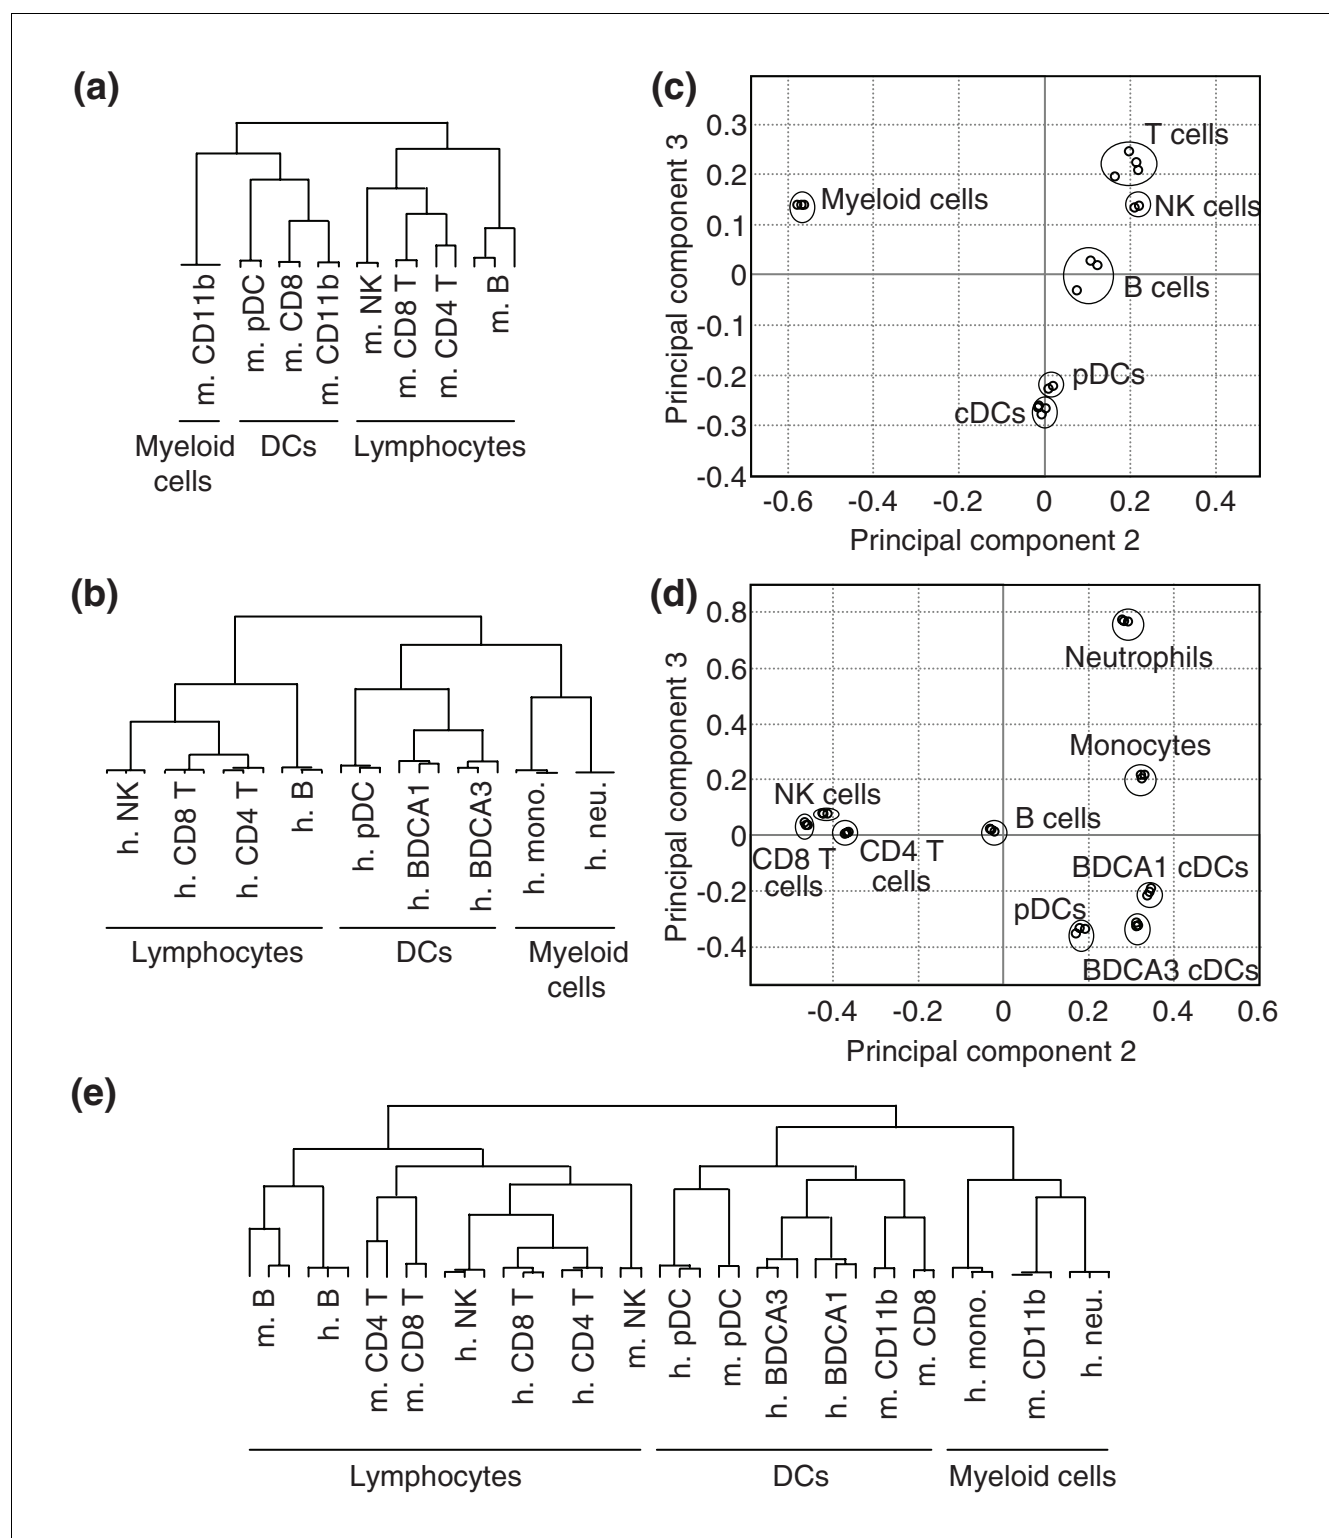 (a)
m. CD11b
m. pDC
m. CD8
m. CD11b
m. NK
m. CD8 T
m. CD4 T
m. B
Myeloid
cells
DCs
Lymphocytes
(c)
Principal component 3
0.3
0.2
0.1
0
-0.1
-0.2
-0.3
-0.4
T cells
Myeloid cells
NK cells
B cells
pDCs
cDCs
-0.6
-0.4
-0.2
0
0.2
0.4
Principal component 2
(b)
h. NK
h. CD8 T
h. CD4 T
h. B
h. pDC
h. BDCA1
h. BDCA3
h. mono.
h. neu.
Lymphocytes
DCs
Myeloid
cells
(d)
Principal component 3
0.8
0.6
0.4
0.2
0
-0.2
-0.4
Neutrophils
Monocytes
NK cells
B cells
CD8 T
cells
CD4 T
cells
BDCA1 cDCs
pDCs
BDCA3 cDCs
-0.4
-0.2
0
0.2
0.4
0.6
Principal component 2
(e)
m. B
h. B
m. CD4 T
m. CD8 T
h. NK
h. CD8 T
h. CD4 T
m. NK
h. pDC
m. pDC
h. BDCA3
h. BDCA1
m. CD11b
m. CD8
h. mono.
m. CD11b
h. neu.
Lymphocytes
DCs
Myeloid cells